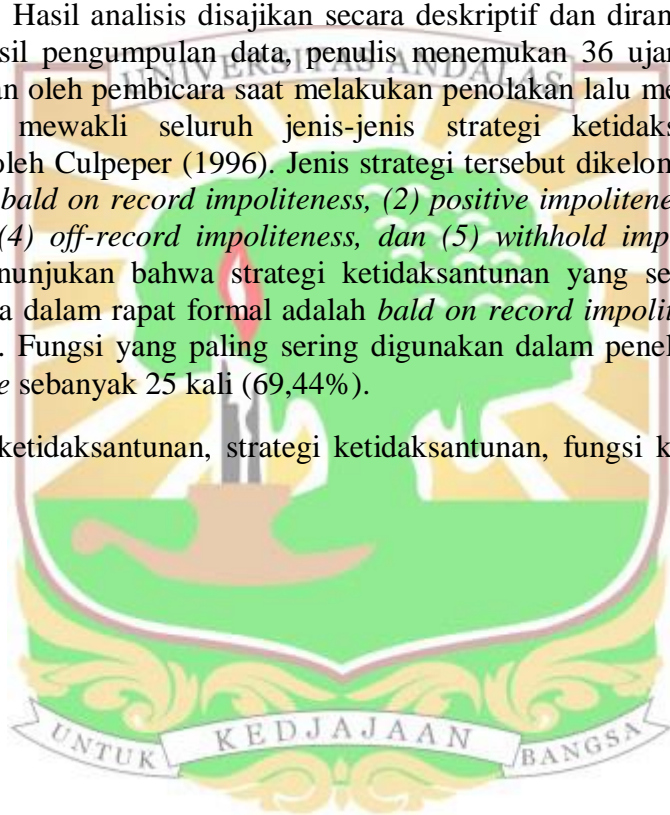 Hasil analisis disajikan secara deskriptif dan diram
sil pengumpulan data, penulis menemukan 36 ujar
UNIVERSITAS ANDALAS
an oleh pembicara saat melakukan penolakan lalu me
mewakli seluruh jenis-jenis strategi ketidaks
oleh Culpeper (1996). Jenis strategi tersebut dikelom
bald on record impoliteness, (2) positive impolitene
(4) off-record impoliteness, dan (5) withhold imp
nunjukan bahwa strategi ketidaksantunan yang se
a dalam rapat formal adalah bald on record impolit
. Fungsi yang paling sering digunakan dalam penel
e sebanyak 25 kali (69,44%).
ketidaksantunan, strategi ketidaksantunan, fungsi k
UNTUK KEDJAJAAN BANGSA